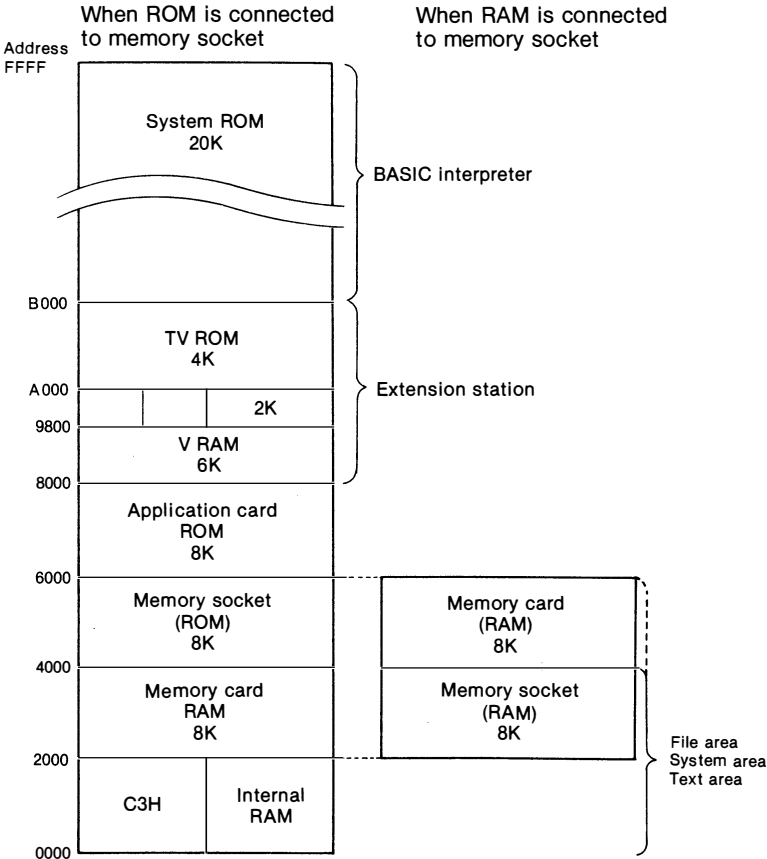 When ROM is connected
to memory socket
When RAM is connected
to memory socket
Address
FFFF
System ROM
20K
BASIC interpreter
B000
TV ROM
4K
Extension station
A000
2K
9800
V RAM
6K
8000
Application card
ROM
8K
6000
Memory socket
(ROM)
8K
Memory card
(RAM)
8K
4000
Memory card
RAM
8K
Memory socket
(RAM)
8K
File area
System area
Text area
2000
C3H
Internal
RAM
0000